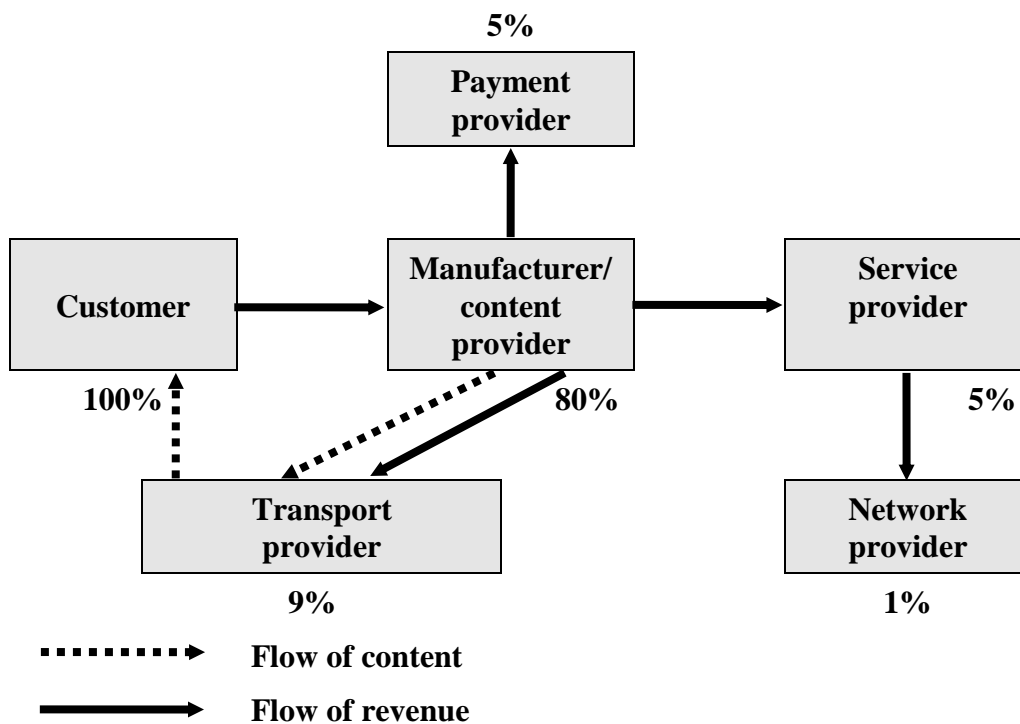 5%
Payment
provider
Customer
Manufacturer/
content
provider
Service
provider
100%
80%
5%
Transport
provider
Network
provider
9%
1%
Flow of content
Flow of revenue